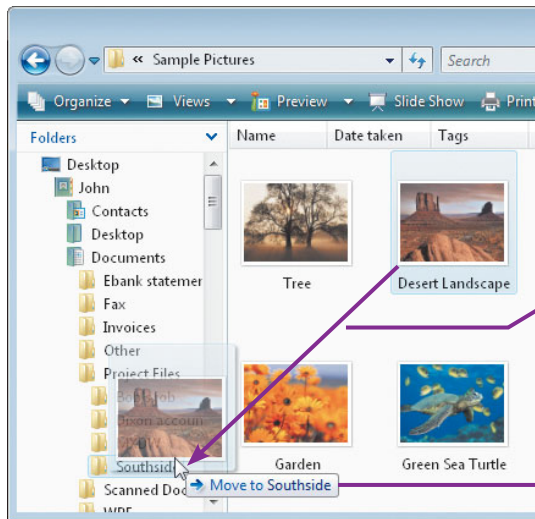 « Sample Pictures
Search
Organize Views Preview Slide Show Print
Folders
Name Date taken Tags
Desktop
John
Contacts
Desktop
Documents
Ebank statemer
Fax
Invoices
Other
Project Files
Dixon accoun
Southside
Scanned Doc
Tree
Desert Landscape
Garden
Green Sea Turtle
Move to Southside